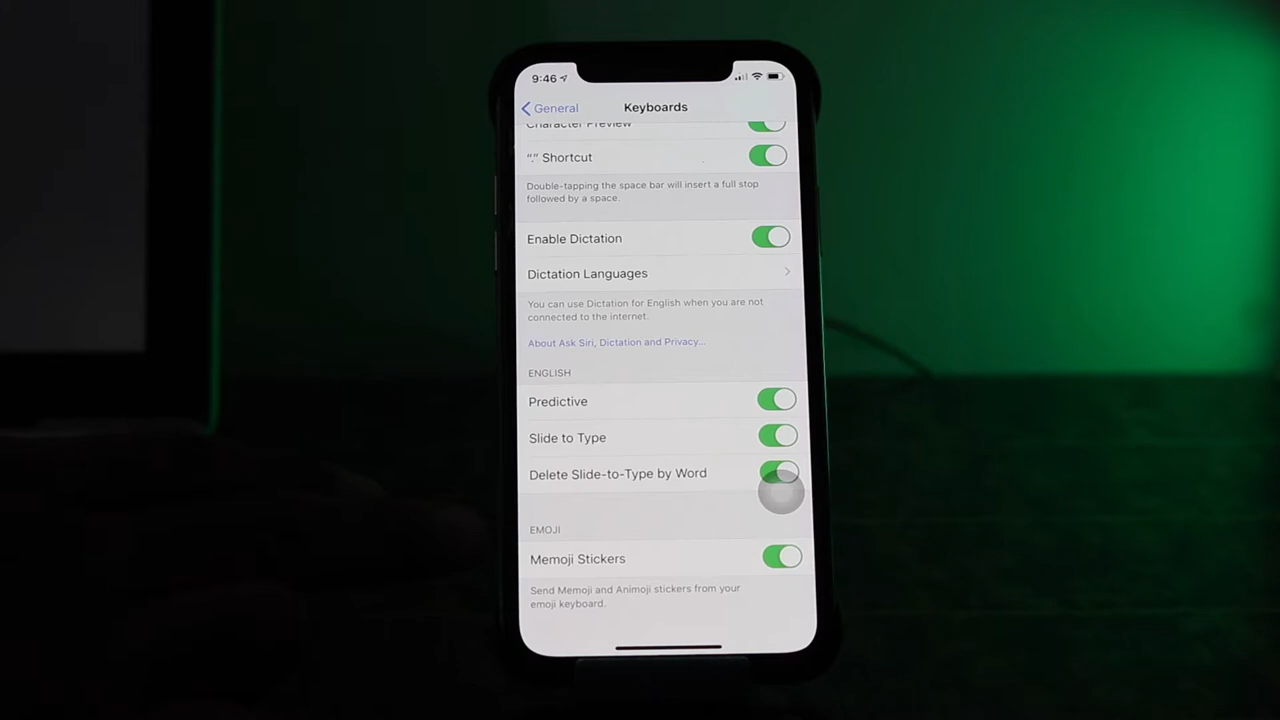 9:46
General
Keyboards
Character Preview
"." Shortcut
Double-tapping the space bar will insert a full stop
followed by a space.
Enable Dictation
Dictation Languages
You can use Dictation for English when you are not
connected to the internet.
About Ask Siri, Dictation and Privacy...
ENGLISH
Predictive
Slide to Type
Delete Slide-to-Type by Word
EMOJI
Memoji Stickers
Send Memoji and Animoji stickers from your
emoji keyboard.